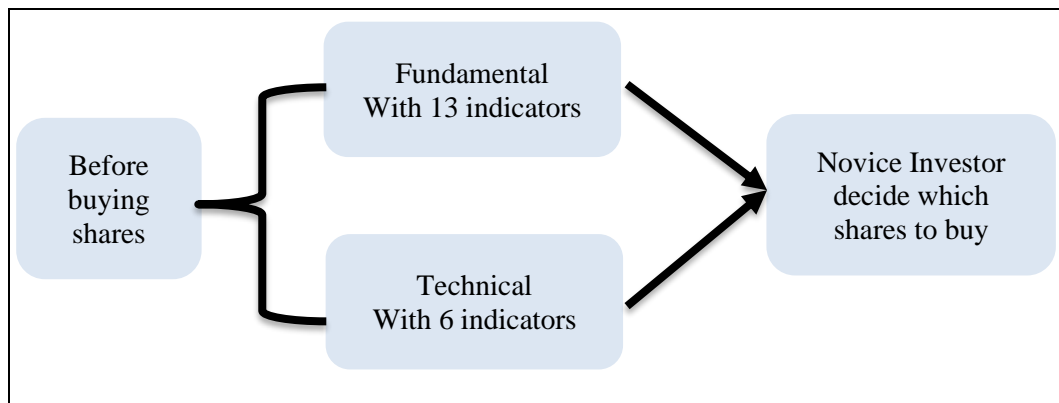 Before
buying
shares
Fundamental
With 13 indicators
Technical
With 6 indicators
Novice Investor
decide which
shares to buy